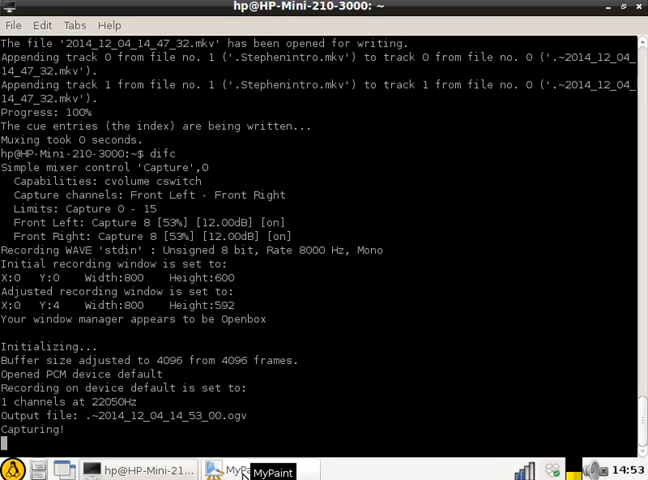 hp@HP-Mini-210-3000: ~
File Edit Tabs Help
The file '2014_12_04_14_47_32.mkv' has been opened for writing.
Appending track 0 from file no. 1 ('.Stephenintro.mkv') to track 0 from file no. 0 ('.~2014_12_04_
14_47_32.mkv').
Appending track 1 from file no. 1 ('.Stephenintro.mkv') to track 1 from file no. 0 ('.~2014_12_04_
14_47_32.mkv').
Progress: 100%
The cue entries (the index) are being written...
Muxing took 0 seconds.
hp@HP-Mini-210-3000:~$ difc
Simple mixer control 'Capture',0
  Capabilities: cvolume cswitch
  Capture channels: Front Left - Front Right
  Limits: Capture 0 - 15
  Front Left: Capture 8 [53%] [12.00dB] [on]
  Front Right: Capture 8 [53%] [12.00dB] [on]
Recording WAVE 'stdin' : Unsigned 8 bit, Rate 8000 Hz, Mono
Initial recording window is set to:
X:0   Y:0    Width:800   Height:600
Adjusted recording window is set to:
X:0   Y:4    Width:800   Height:592
Your window manager appears to be Openbox
Initializing...
Buffer size adjusted to 4096 from 4096 frames.
Opened PCM device default
Recording on device default is set to:
1 channels at 22050Hz
Output file: .~2014_12_04_14_53_00.ogv
Capturing!
hp@HP-Mini-21... MyPa MyPaint 14:53